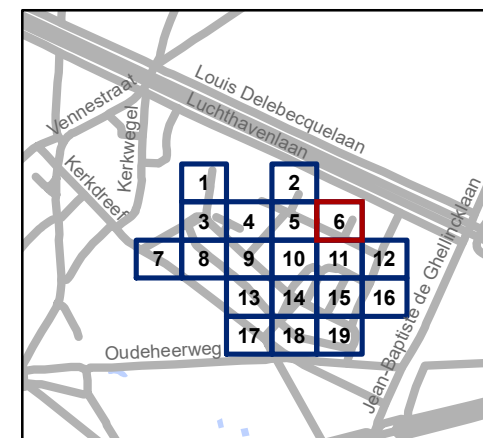 Louis Delebecquelaan
Luchthavenlaan
Vennestraat
Kerkwegel
Kerkdreef
Jean-Baptiste de Ghellincklaan
1 2
3 4 5 6
7 8 9 10 11 12
13 14 15 16
17 18 19
Oudeheerweg